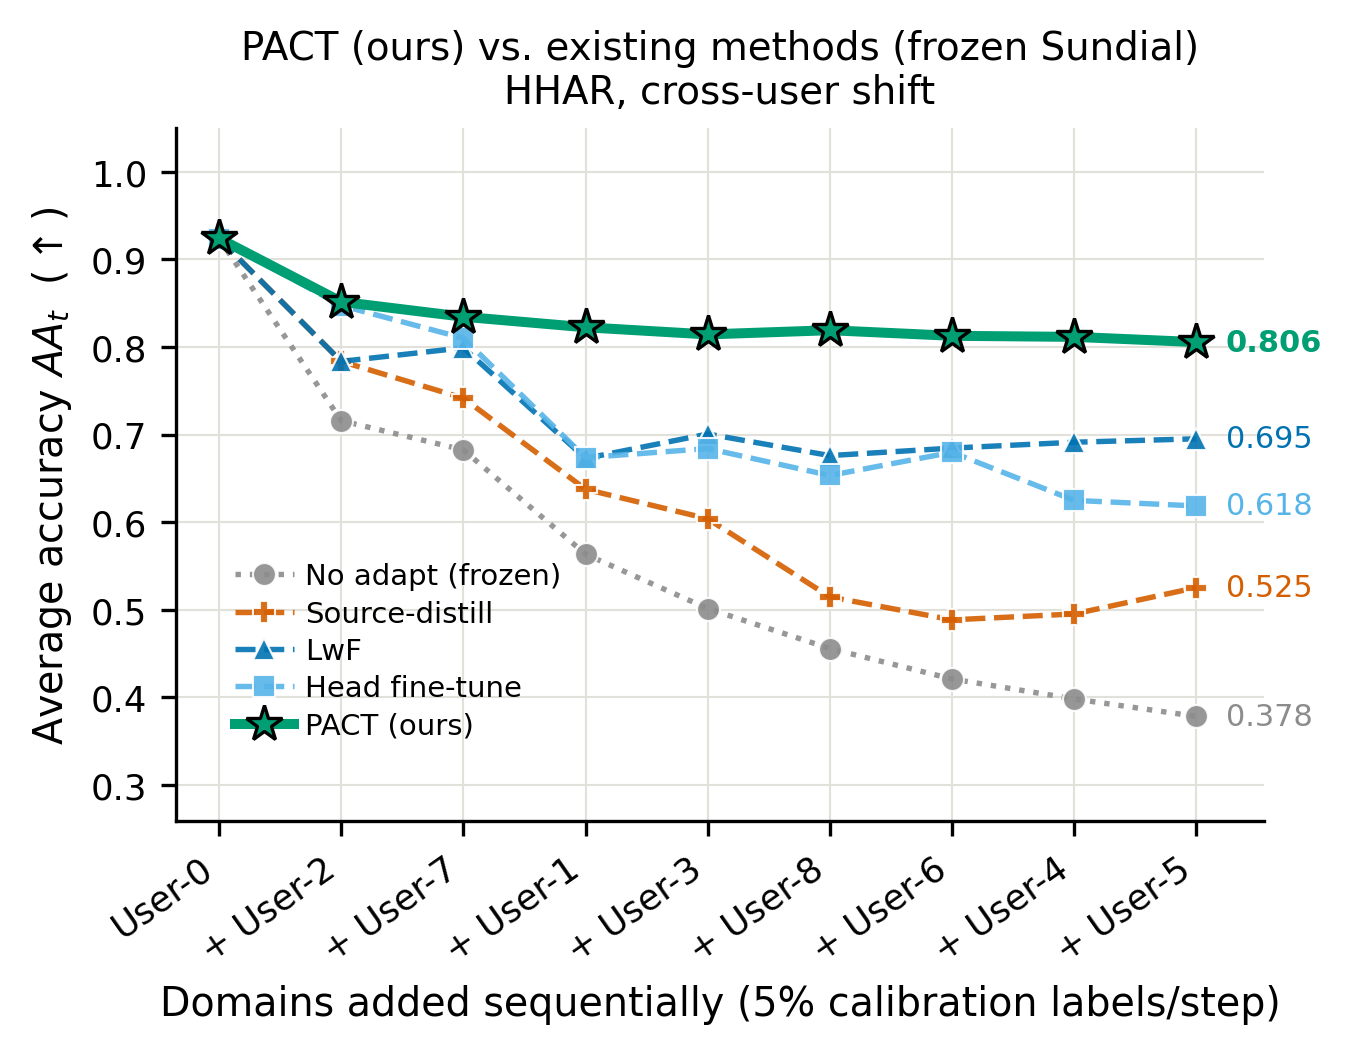 PACT (ours) vs. existing methods (frozen Sundial)
HHAR, cross-user shift
Average accuracy AA_t (↑)
1.0
0.9
0.8
0.7
0.6
0.5
0.4
0.3
0.806
0.695
0.618
0.525
0.378
No adapt (frozen)
Source-distill
LwF
Head fine-tune
PACT (ours)
User-0
+ User-2
+ User-7
+ User-1
+ User-3
+ User-8
+ User-6
+ User-4
+ User-5
Domains added sequentially (5% calibration labels/step)